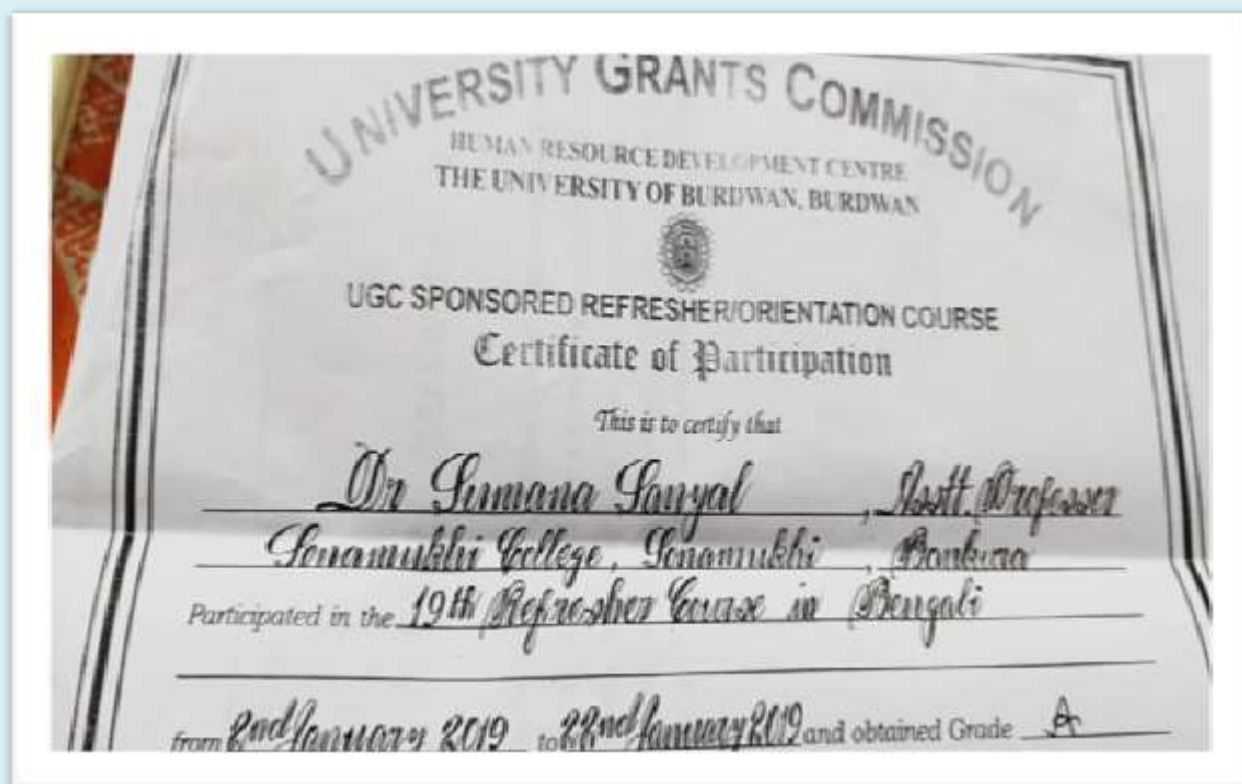 UNIVERSITY GRANTS COMMISSION
HUMAN RESOURCE DEVELOPMENT CENTRE
THE UNIVERSITY OF BURDWAN, BURDWAN
UGC SPONSORED REFRESHER/ORIENTATION COURSE
Certificate of Participation
This is to certify that
Dr Sumana Sanyal, Asstt. Professor
Sonamukhi College, Sonamukhi, Bankura
Participated in the 19th Refresher Course in Bengali
from 2nd January 2019 to 22nd January 2019 and obtained Grade A